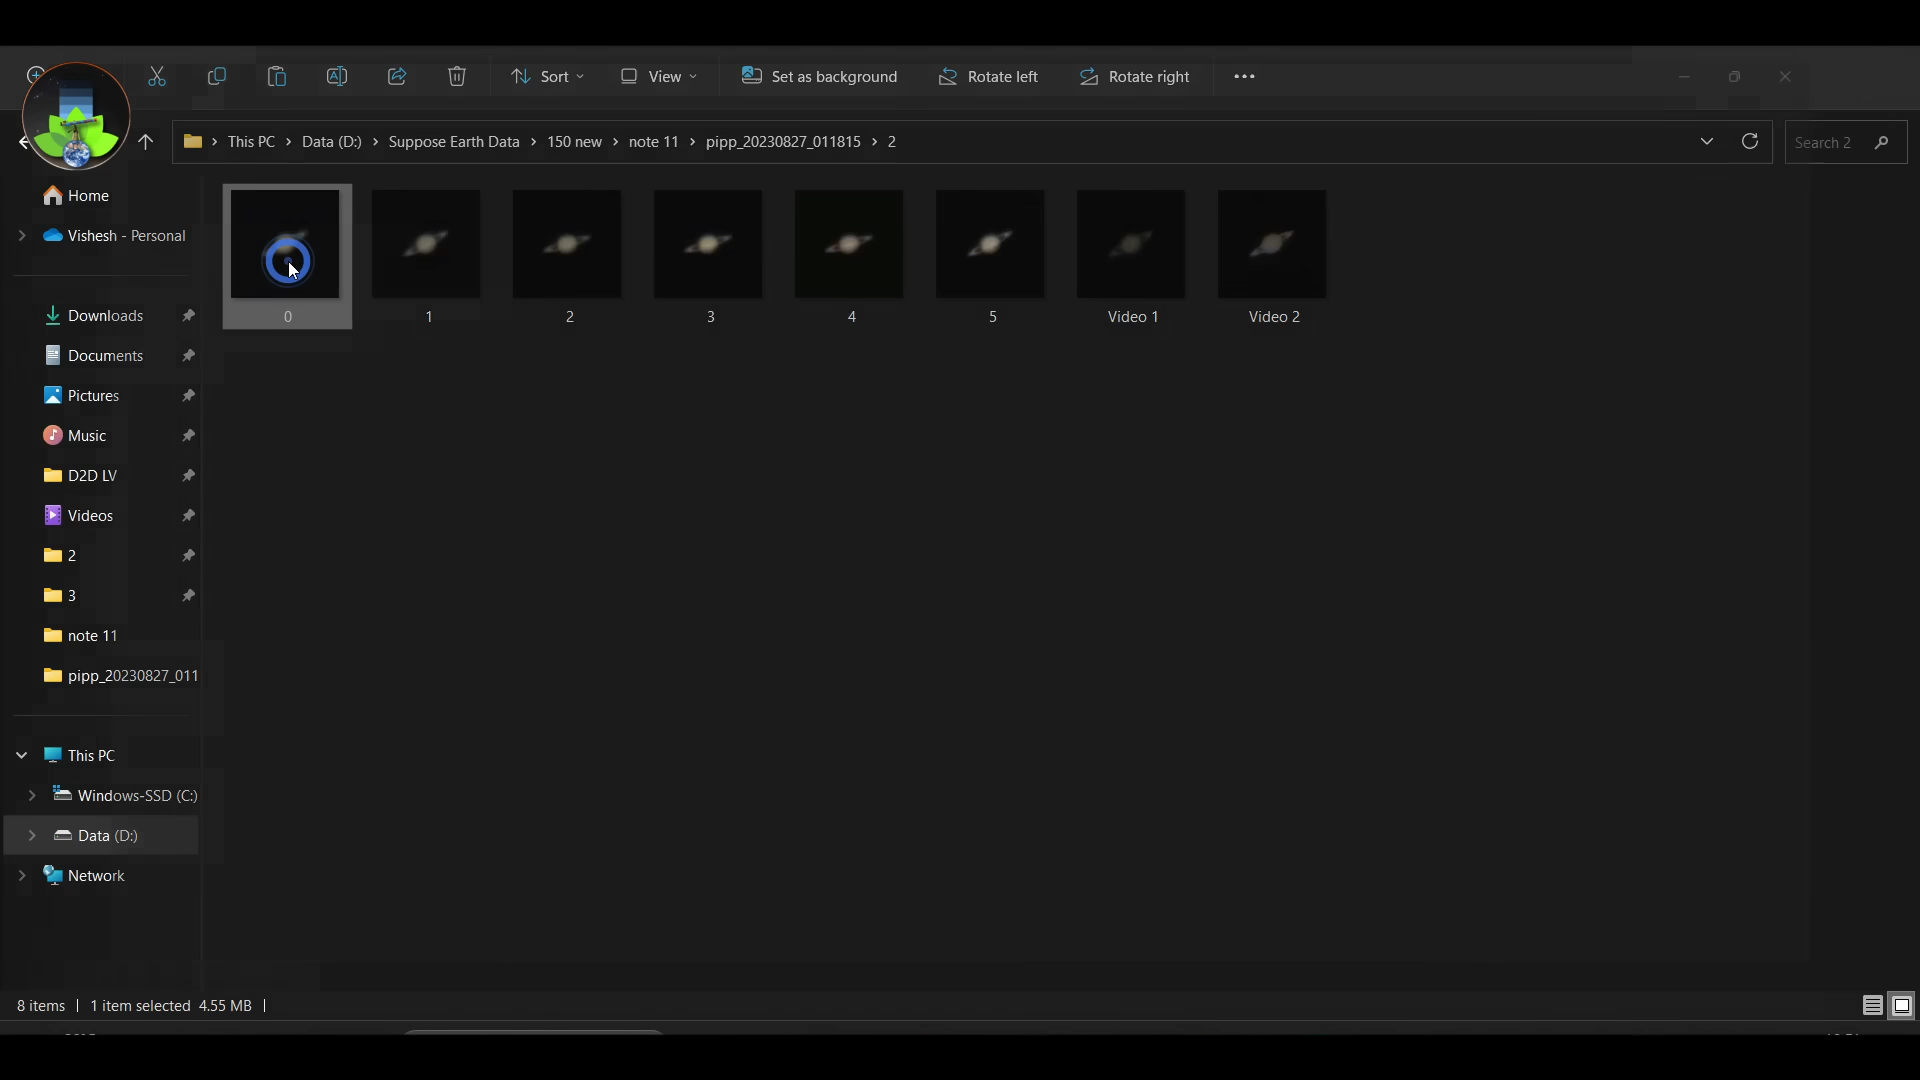 Sort
View
Set as background
Rotate left
Rotate right
This PC
Data (D:)
Suppose Earth Data
150 new
note 11
pipp_20230827_011815
2
Search 2
Home
Vishesh - Personal
Downloads
Documents
Pictures
Music
D2D LV
Videos
2
3
note 11
pipp_20230827_011
This PC
Windows-SSD (C:)
Data (D:)
Network
0
1
2
3
4
5
Video 1
Video 2
8 items
1 item selected 4.55 MB